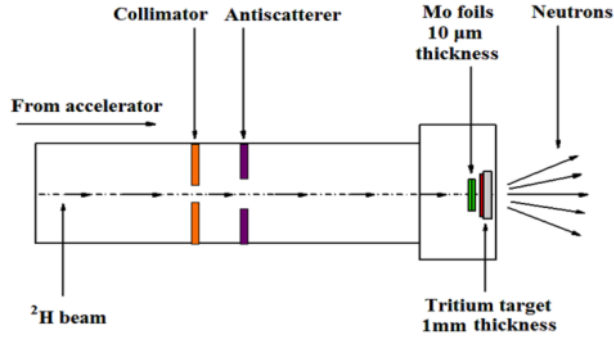 Collimator Antiscatterer
Mo foils
10 μm
thickness
Neutrons
From accelerator
²H beam
Tritium target
1mm thickness